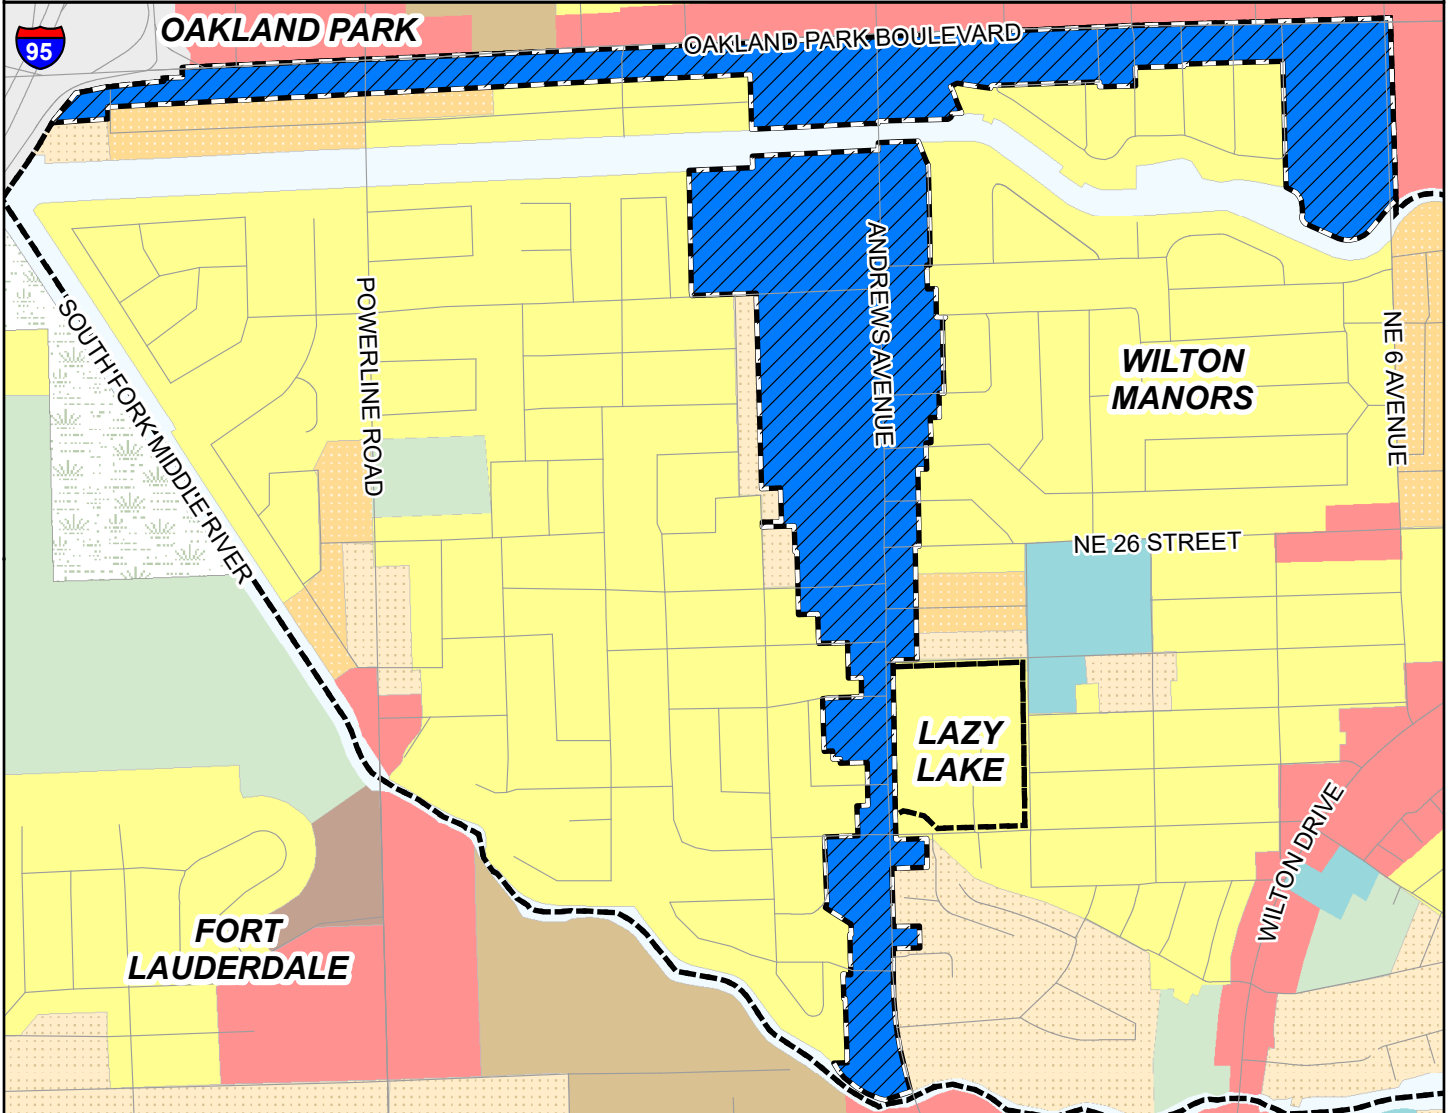 OAKLAND PARK
95
OAKLAND PARK BOULEVARD
ANDREWS AVENUE
POWERLINE ROAD
SOUTH FORK MIDDLE RIVER
WILTON
MANORS
NE 6 AVENUE
NE 26 STREET
LAZY
LAKE
WILTON DRIVE
FORT
LAUDERDALE